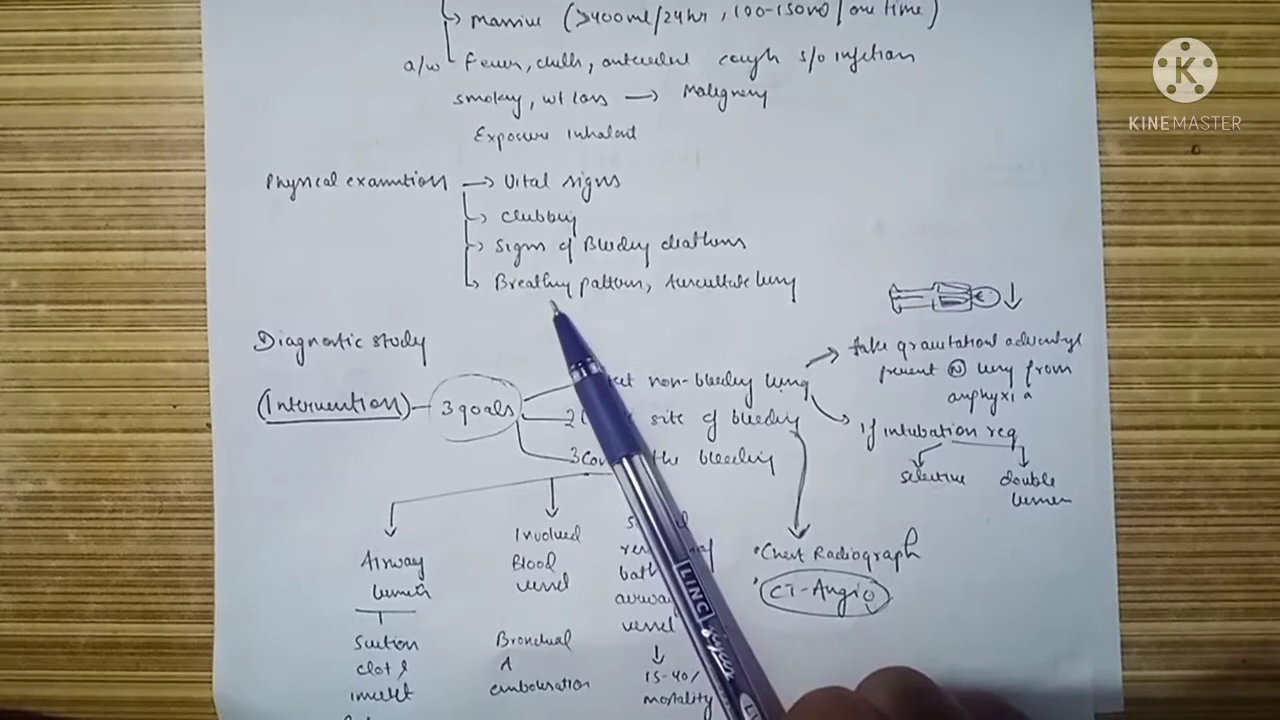 Massive (>400ml/24hr, 100-150ml/one time)
a/w Fever, chills, antecedent cough s/o infection
smoking, wt loss → Malignancy
Exposure inhalant
Physical examination → Vital signs
Clubbing
Signs of Bleeding diathesis
Breathing pattern, Auscultate lung
Diagnostic study
(Intervention) 3 goals
non-bleeding lung
2 site of bleeding
3 the bleeding
take gravitational advantage
prevent Ⓝ lung from
asphyxia
if intubation req
selective
double
lumen
• Chest Radiograph
• CT-Angio
Airway
lumen
Suction
clot &
Involved
Blood
vessel
Bronchial
A
embolisation
airway
vessel
↓
15-40%
mortality
LINC
K
KINEMASTER